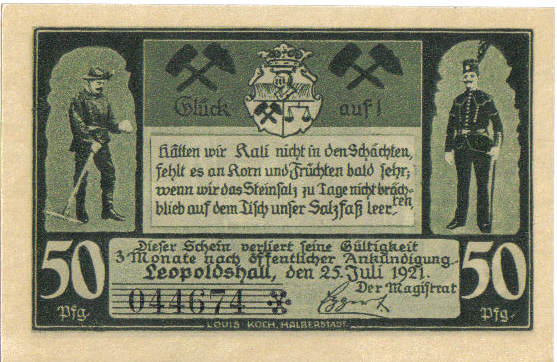 Glück auf!
Hätten wir Kali nicht in den Schächten,
fehlt es an Korn und Früchten bald sehr;
wenn wir das Steinsalz zu Tage nicht bräch-
ten
blieb auf dem Tisch unser Salzfaß leer.
50 Pfg.
Dieser Schein verliert seine Gültigkeit
3 Monate nach öffentlicher Ankündigung.
Leopoldshall, den 25. Juli 1921.
Der Magistrat
044674
50 Pfg.
LOUIS KOCH, HALBERSTADT.